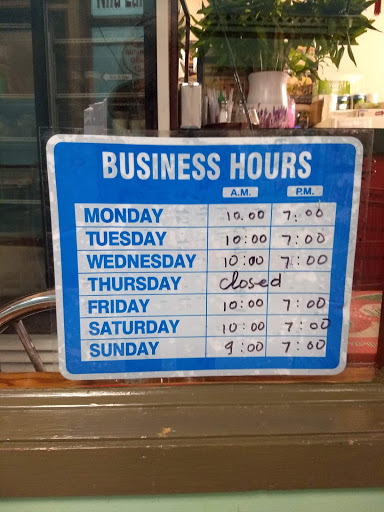 BUSINESS HOURS
A.M. P.M.
MONDAY 10.00 7:00
TUESDAY 10:00 7:00
WEDNESDAY 10:00 7:00
THURSDAY closed
FRIDAY 10:00 7:00
SATURDAY 10:00 7:00
SUNDAY 9:00 7:00